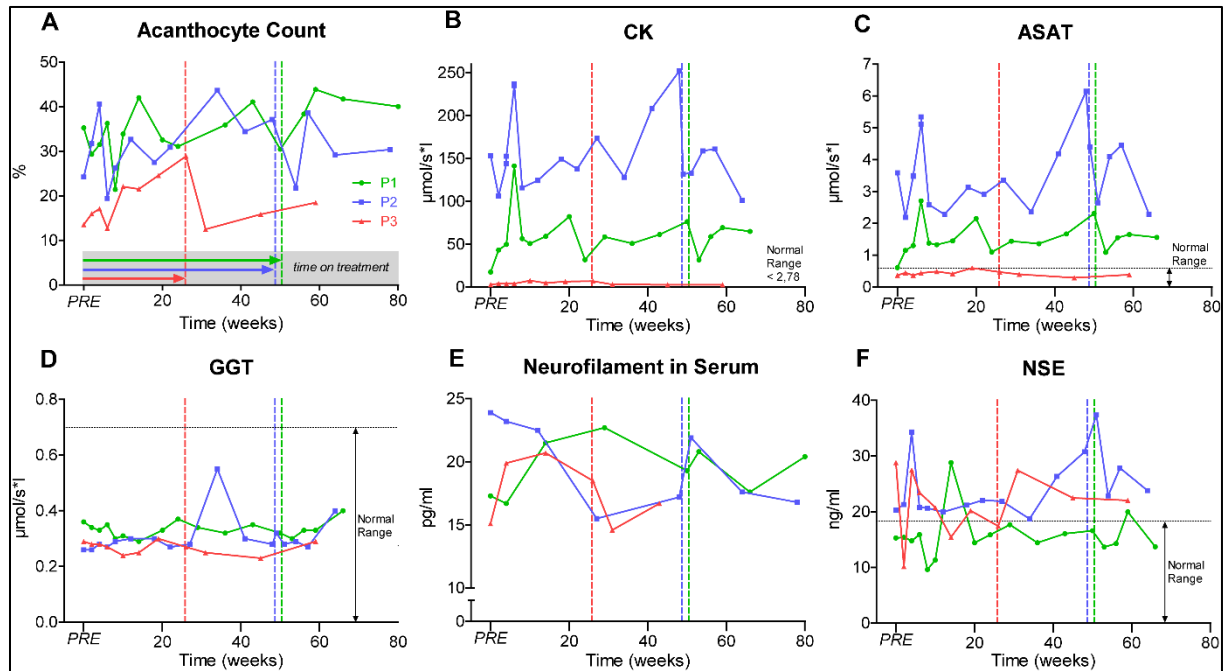 A
Acanthocyte Count
%
50
40
30
20
10
0
P1
P2
P3
time on treatment
PRE
20
40
60
80
Time (weeks)
B
CK
µmol/s*l
250
200
150
100
50
0
Normal
Range
< 2,78
PRE
20
40
60
80
Time (weeks)
C
ASAT
µmol/s*l
7
6
5
4
3
2
1
0
Normal
Range
PRE
20
40
60
80
Time (weeks)
D
GGT
µmol/s*l
0.8
0.6
0.4
0.2
0.0
Normal
Range
PRE
20
40
60
80
Time (weeks)
E
Neurofilament in Serum
pg/ml
25
20
15
10
0
PRE
20
40
60
80
Time (weeks)
F
NSE
ng/ml
40
30
20
10
0
Normal
Range
PRE
20
40
60
80
Time (weeks)